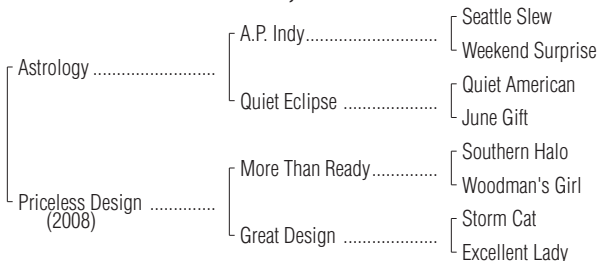 Seattle Slew
A.P. Indy
Weekend Surprise
Astrology
Quiet American
Quiet Eclipse
June Gift
Southern Halo
More Than Ready
Woodman's Girl
Priceless Design
(2008)
Storm Cat
Great Design
Excellent Lady